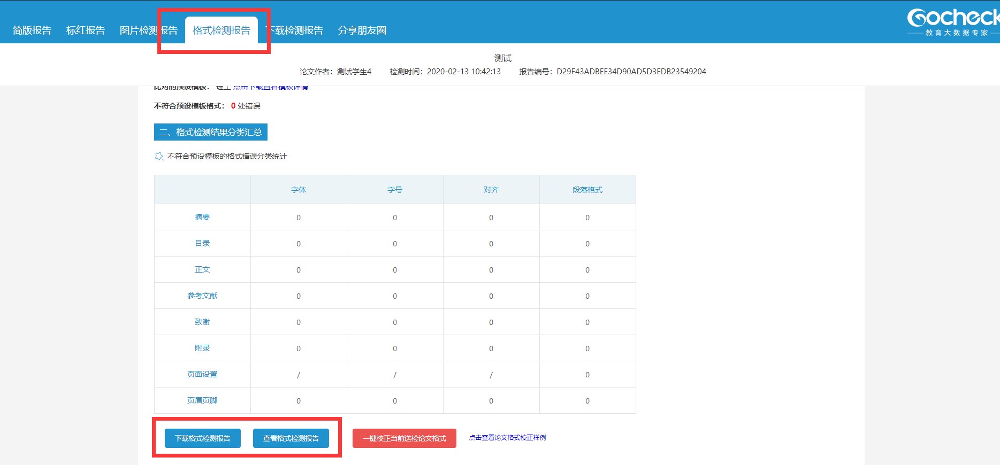 简版报告 标红报告 图片检测报告 格式检测报告 下载检测报告 分享朋友圈
Gocheck
教育大数据专家
测试
论文作者：测试学生4 检测时间：2020-02-13 10:42:13 报告编号：D29F43ADBEE34D90AD5D3EDB23549204
比对的预设模板： 理工 点击下载查看模板详情
不符合预设模板格式： 0 处错误
二、格式检测结果分类汇总
不符合预设模板的格式错误分类统计
字体 字号 对齐 段落格式
摘要 0 0 0 0
目录 0 0 0 0
正文 0 0 0 0
参考文献 0 0 0 0
致谢 0 0 0 0
附录 0 0 0 0
页面设置 / / / 0
页眉页脚 0 0 0 0
下载格式检测报告 查看格式检测报告 一键校正当前送检论文格式 点击查看论文格式校正样例